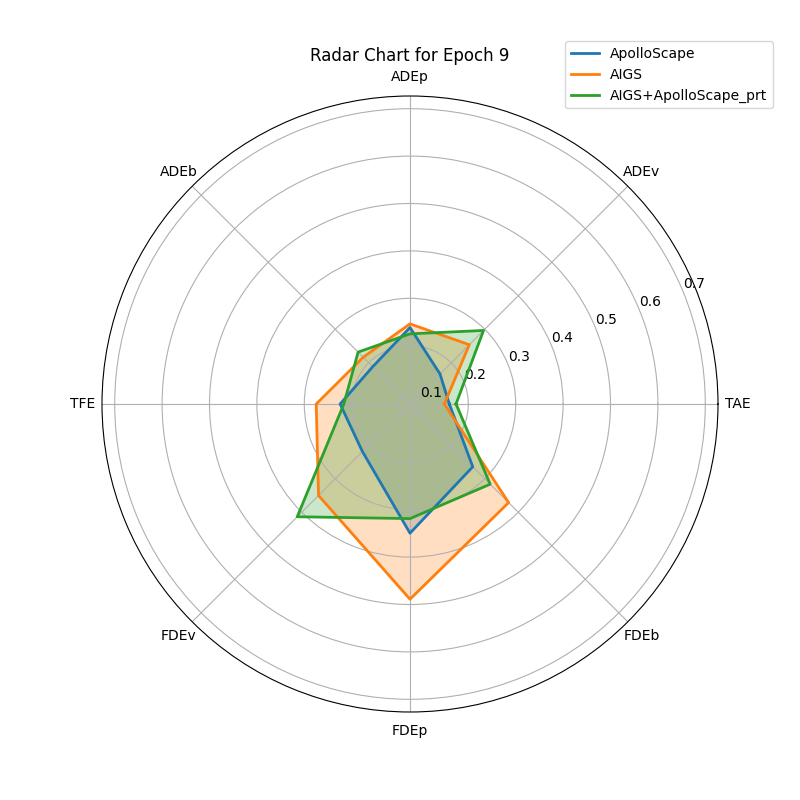 Radar Chart for Epoch 9
ApolloScape
AIGS
AIGS+ApolloScape_prt
ADEp
ADEb
ADEv
0.7
0.6
0.5
0.4
0.3
0.2
0.1
TFE
TAE
FDEv
FDEb
FDEp